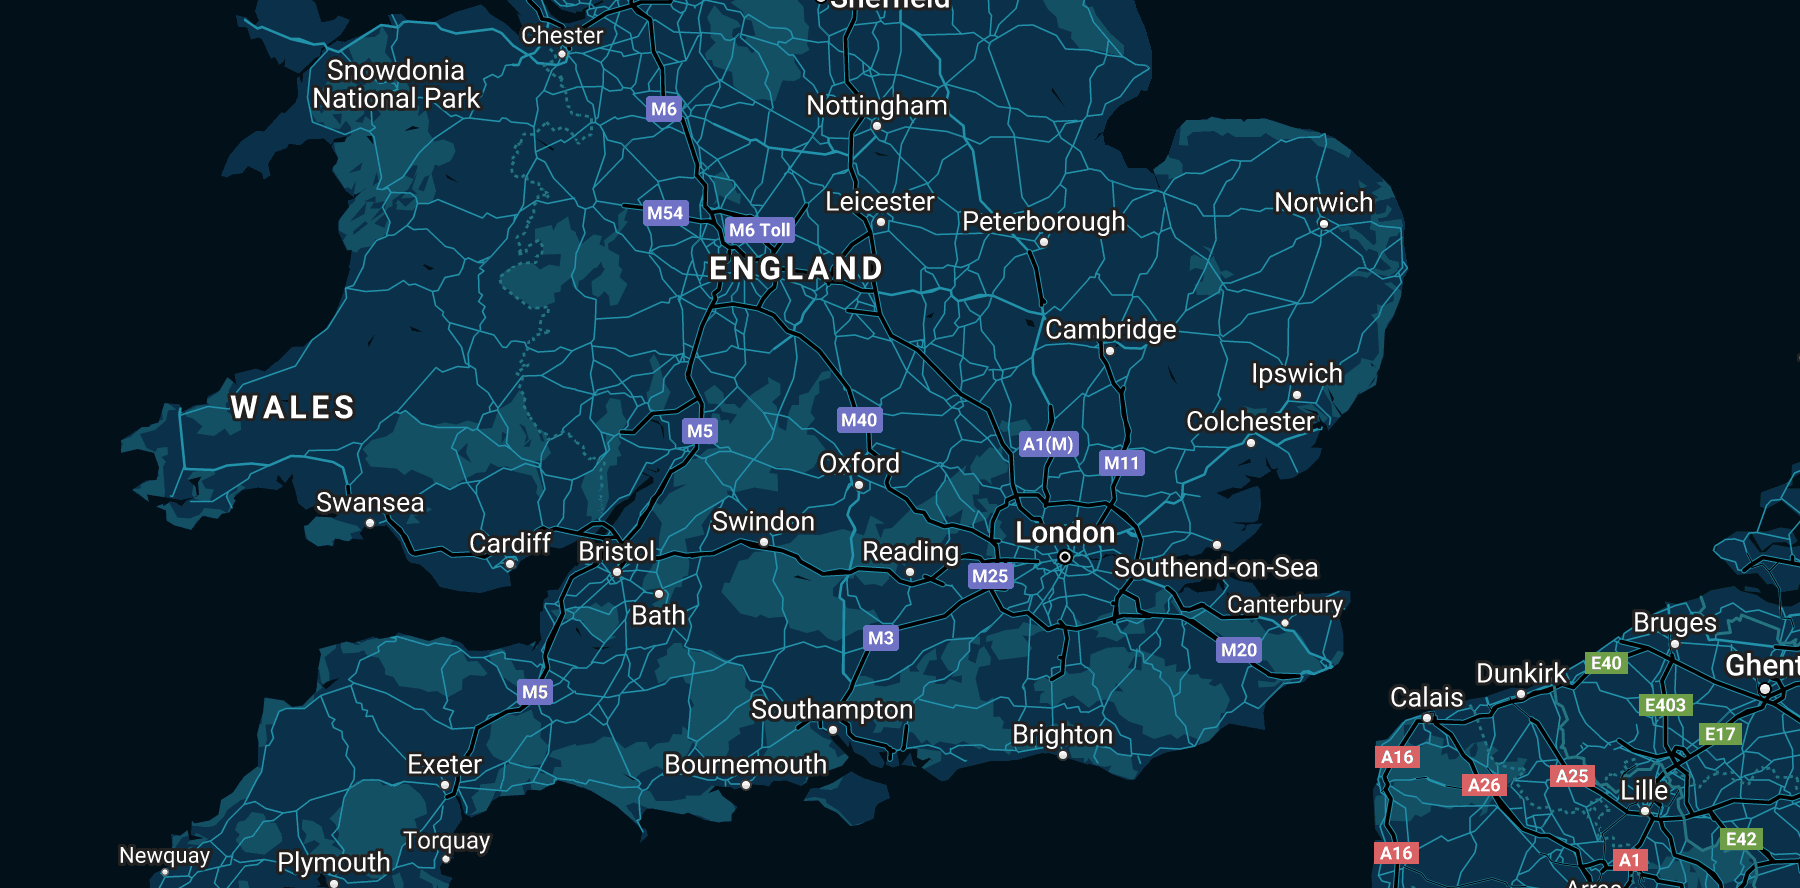 Sheffield
Chester
Snowdonia
National Park
M6
Nottingham
M54
M6 Toll
Leicester
Peterborough
Norwich
ENGLAND
Cambridge
Ipswich
WALES
M5
M40
Colchester
A1(M)
M11
Oxford
Swansea
Swindon
London
Cardiff
Bristol
Reading
M25
Southend-on-Sea
Bath
Canterbury
M3
M20
Bruges
E40
Ghent
Dunkirk
M5
Calais
E403
Southampton
Brighton
E17
Exeter
Bournemouth
A16
A26
A25
Lille
Torquay
E42
Newquay
Plymouth
A16
A1